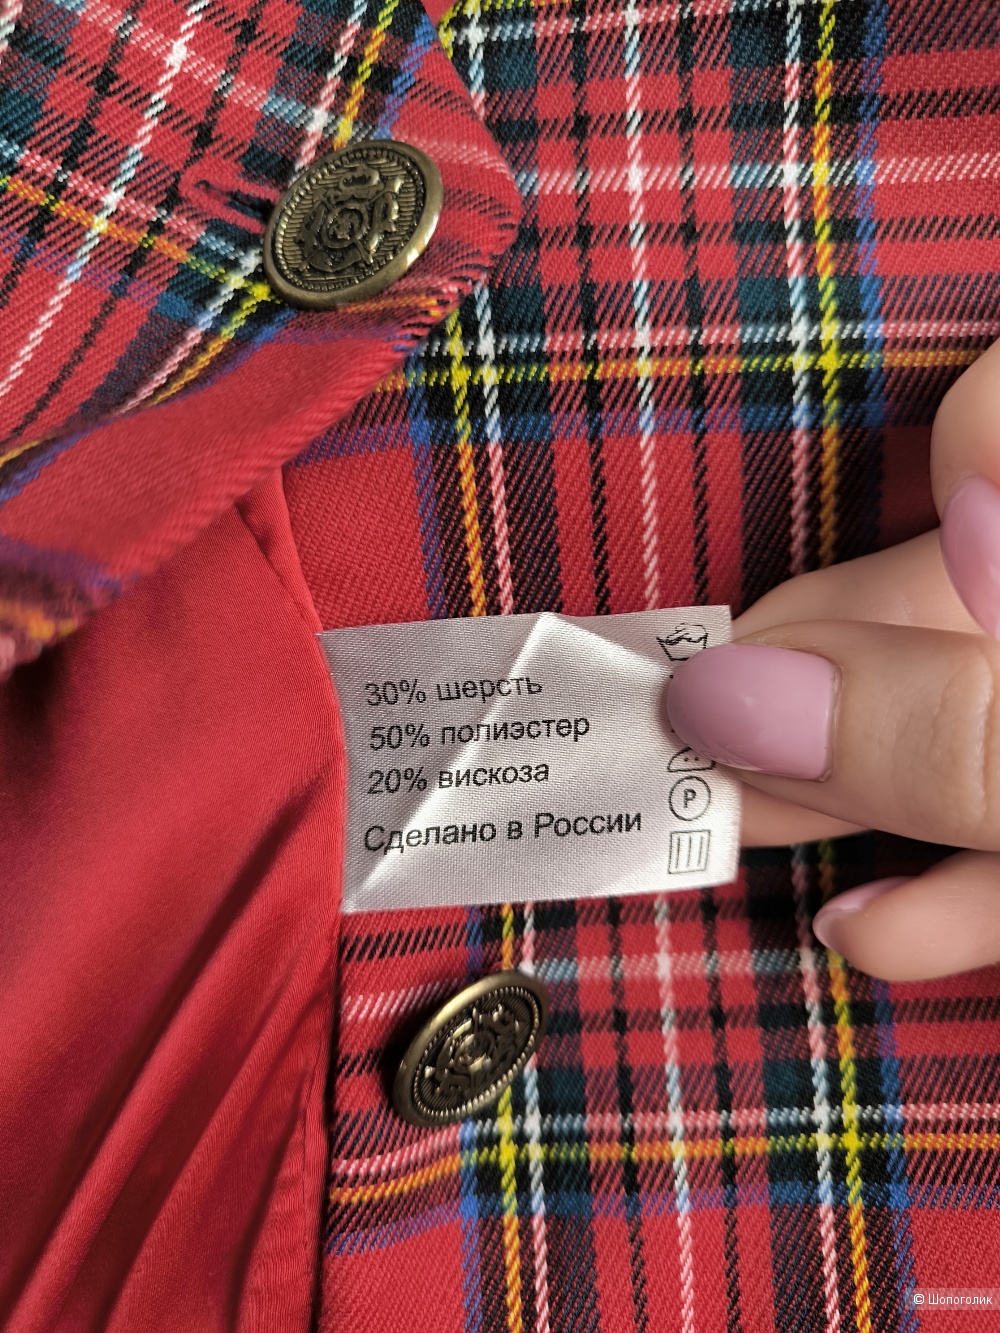 30% шерсть
50% полиэстер
20% вискоза
Сделано в России
P
© Шопоголик